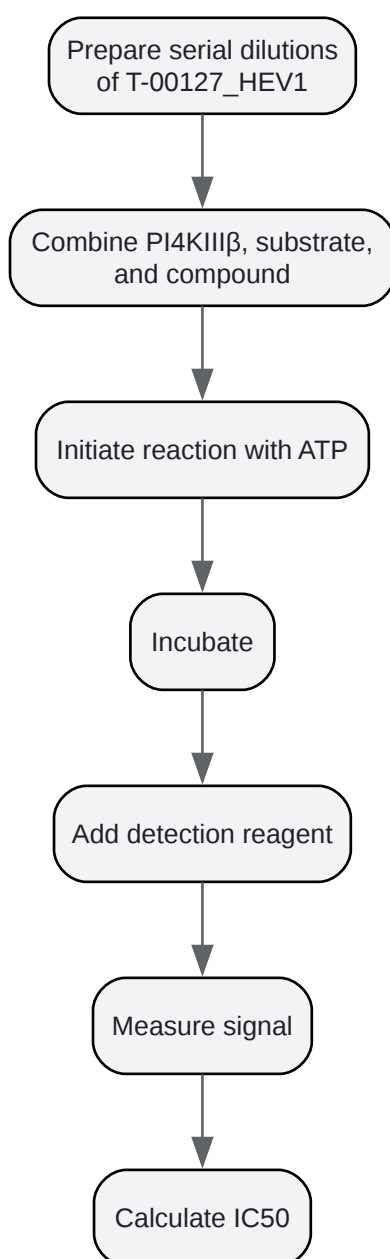 Prepare serial dilutions
of T-00127_HEV1
Combine PI4KIIIβ, substrate,
and compound
Initiate reaction with ATP
Incubate
Add detection reagent
Measure signal
Calculate IC50